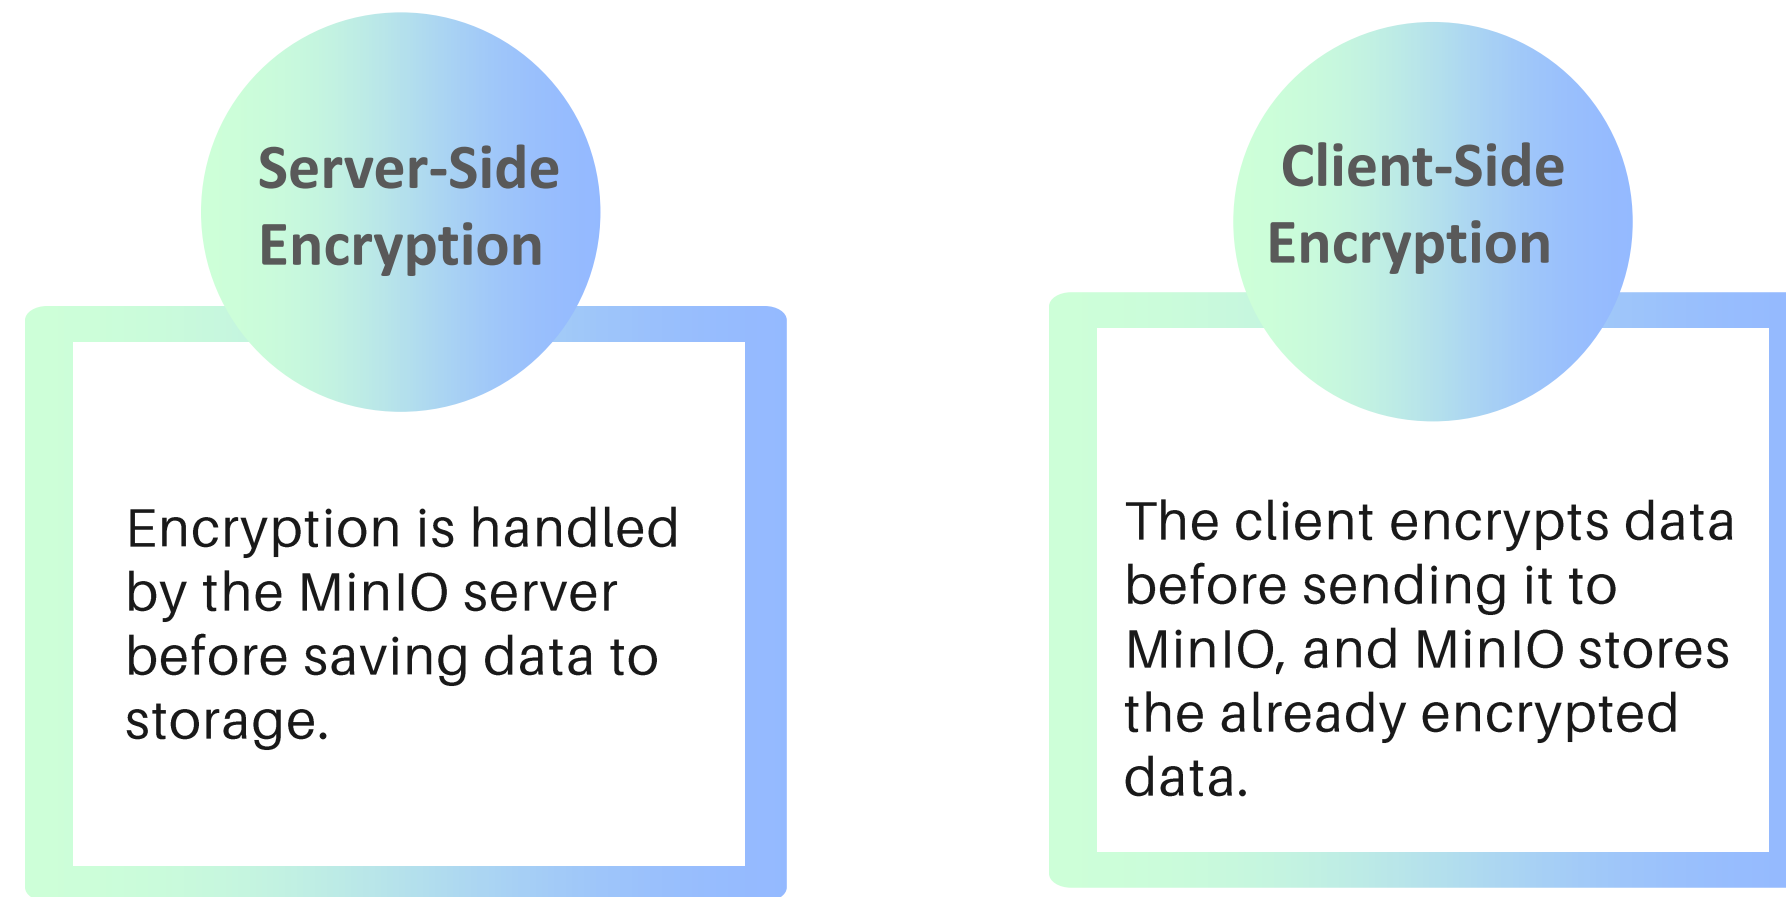 Server-Side
Encryption
Encryption is handled
by the MinIO server
before saving data to
storage.
Client-Side
Encryption
The client encrypts data
before sending it to
MinIO, and MinIO stores
the already encrypted
data.